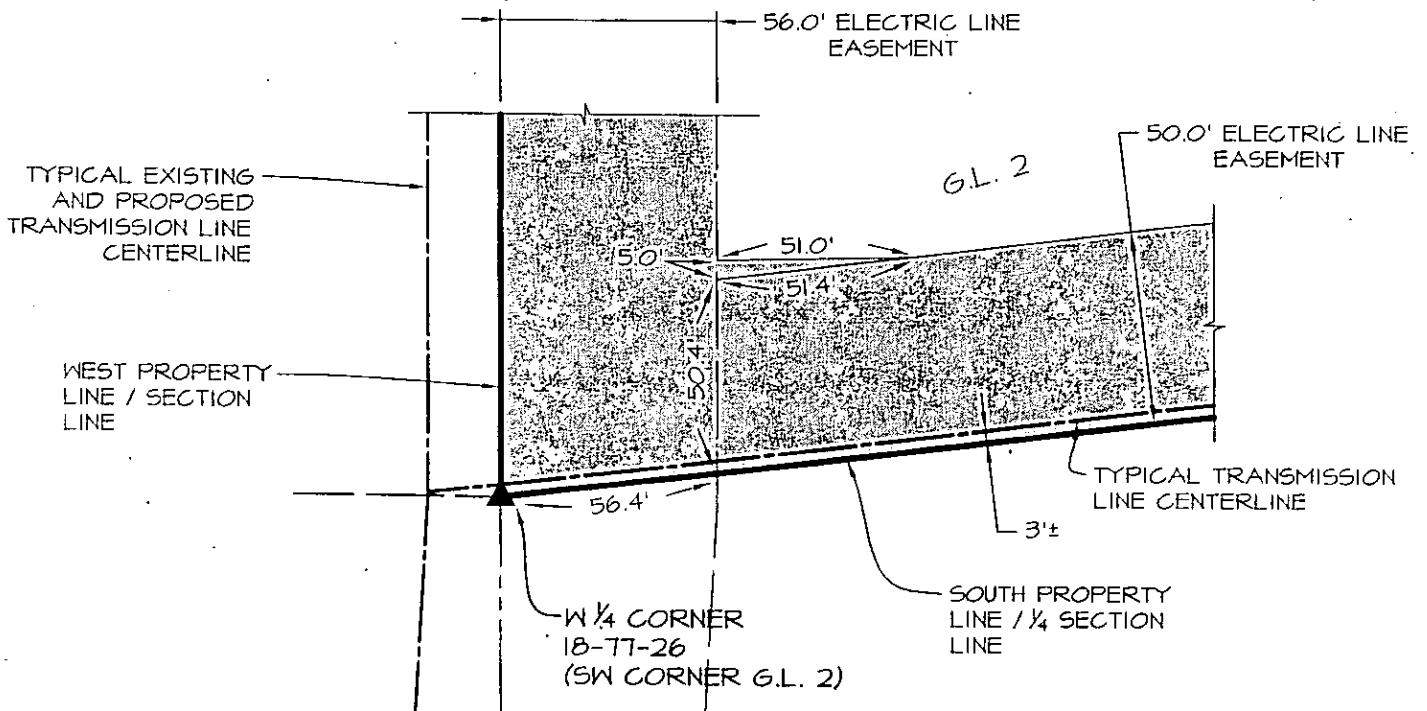 56.0' ELECTRIC LINE
EASEMENT
50.0' ELECTRIC LINE
EASEMENT
G.L. 2
TYPICAL EXISTING
AND PROPOSED
TRANSMISSION LINE
CENTERLINE
5.0'
51.0'
51.4'
50.4'
WEST PROPERTY
LINE / SECTION
LINE
56.4'
TYPICAL TRANSMISSION
LINE CENTERLINE
3'±
W 1/4 CORNER
18-77-26
(SW CORNER G.L. 2)
SOUTH PROPERTY
LINE / 1/4 SECTION
LINE